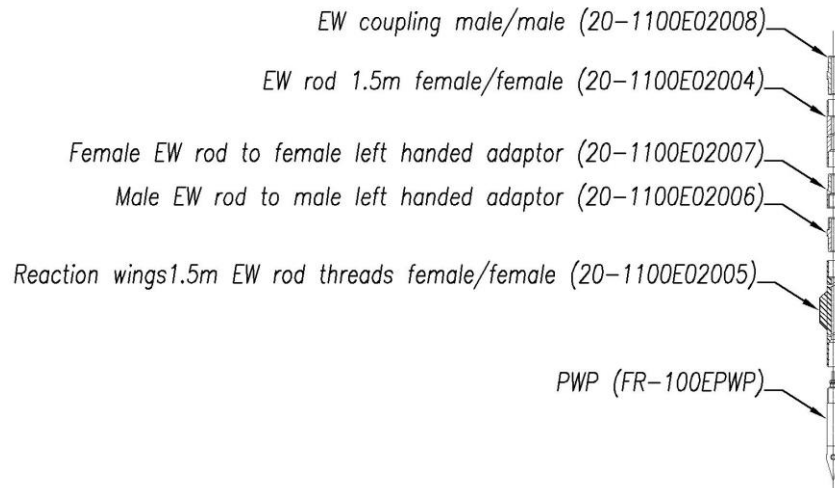 EW coupling male/male (20-1100E02008)
EW rod 1.5m female/female (20-1100E02004)
Female EW rod to female left handed adaptor (20-1100E02007)
Male EW rod to male left handed adaptor (20-1100E02006)
Reaction wings1.5m EW rod threads female/female (20-1100E02005)
PWP (FR-100EPWP)